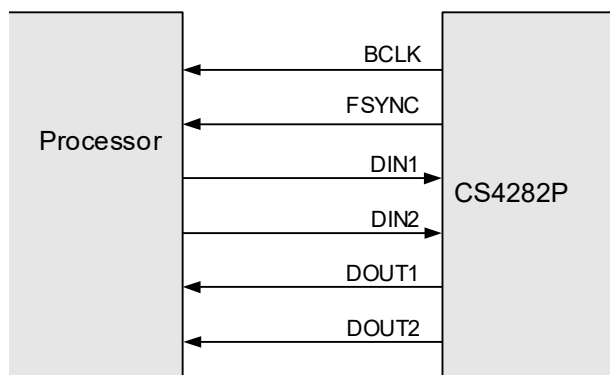 BCLK
FSYNC
Processor
DIN1
CS4282P
DIN2
DOUT1
DOUT2